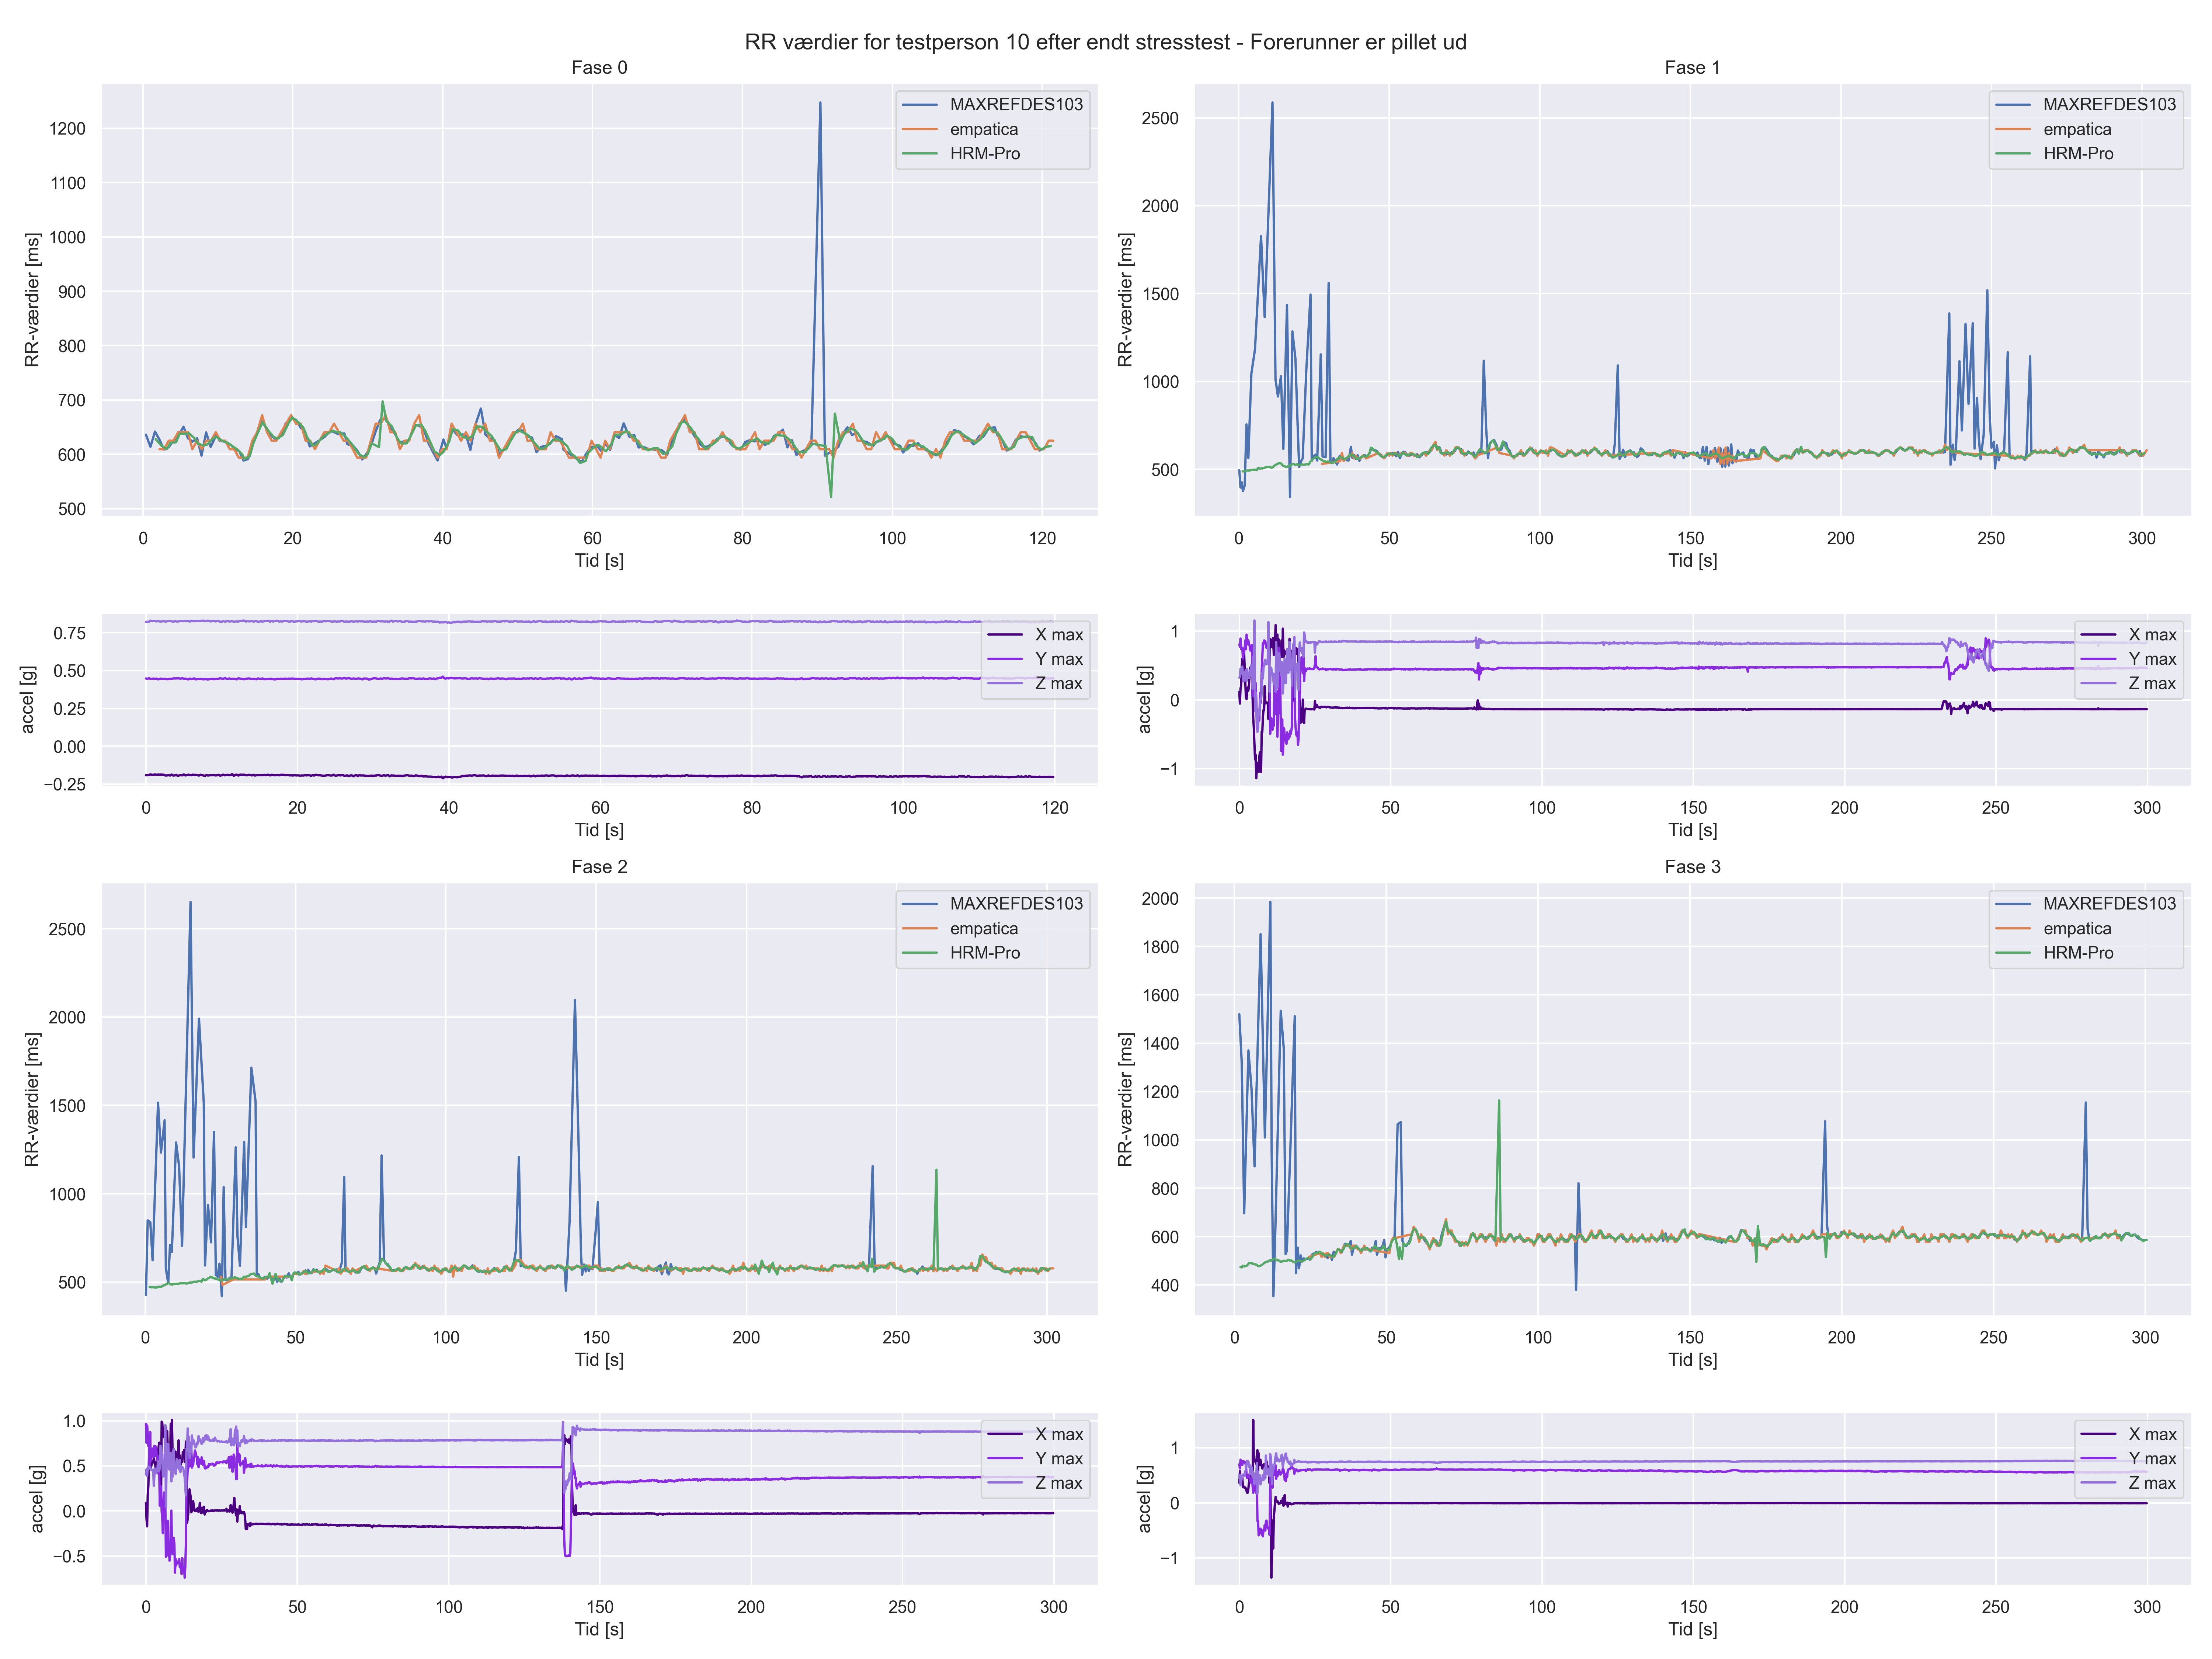 RR værdier for testperson 10 efter endt stresstest - Forerunner er pillet ud
Fase 0
RR-værdier [ms]
1200
1100
1000
900
800
700
600
500
MAXREFDES103
empatica
HRM-Pro
0 20 40 60 80 100 120
Tid [s]
Fase 1
RR-værdier [ms]
2500
2000
1500
1000
500
MAXREFDES103
empatica
HRM-Pro
0 50 100 150 200 250 300
Tid [s]
accel [g]
0.75
0.50
0.25
0.00
−0.25
X max
Y max
Z max
0 20 40 60 80 100 120
Tid [s]
accel [g]
1
0
−1
X max
Y max
Z max
0 50 100 150 200 250 300
Tid [s]
Fase 2
RR-værdier [ms]
2500
2000
1500
1000
500
MAXREFDES103
empatica
HRM-Pro
0 50 100 150 200 250 300
Tid [s]
Fase 3
RR-værdier [ms]
2000
1800
1600
1400
1200
1000
800
600
400
MAXREFDES103
empatica
HRM-Pro
0 50 100 150 200 250 300
Tid [s]
accel [g]
1.0
0.5
0.0
−0.5
X max
Y max
Z max
0 50 100 150 200 250 300
Tid [s]
accel [g]
1
0
−1
X max
Y max
Z max
0 50 100 150 200 250 300
Tid [s]